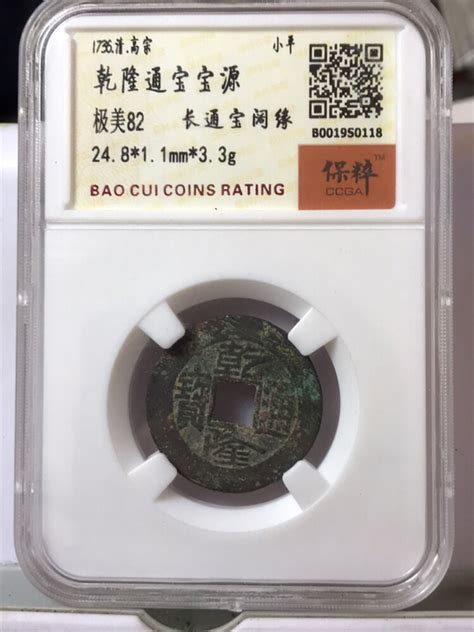 1736.清.高宗 小平
乾隆通宝宝源
极美82 长通宝阔缘
24.8*1.1mm*3.3g
BAO CUI COINS RATING
B0019S0118
保粹™
CCGA
乾隆通寶